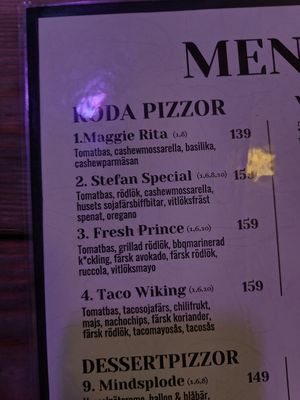 MEN
RÖDA PIZZOR
1.Maggie Rita (1,8) 139
Tomatbas, cashewmossarella, basilika,
cashewparmäsan
2. Stefan Special (1,6,8,10) 159
Tomatbas, rödlök, cashewmossarella,
husets sojafärsbiffbitar, vitlöksfräst
spenat, oregano
3. Fresh Prince (1,6,10) 159
Tomatbas, grillad rödlök, bbqmarinerad
k*ckling, färsk avokado, färsk rödlök,
ruccola, vitlöksmayo
4. Taco Wiking (1,6,10) 159
Tomatbas, tacosojafärs, chilifrukt,
majs, nachochips, färsk koriander,
färsk rödlök, tacomayosås, tacosås
DESSERTPIZZOR
9. Mindsplode (1,6,8) 149
hallon & blåbär,